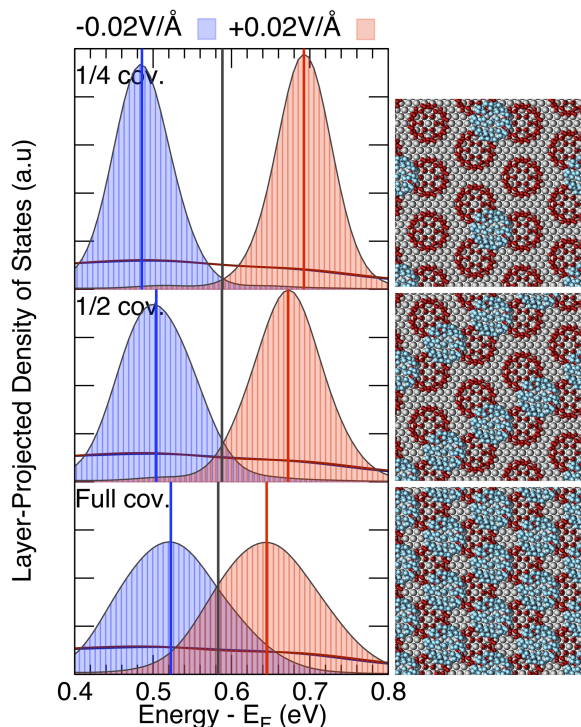 -0.02V/Å +0.02V/Å
1/4 cov.
1/2 cov.
Full cov.
Layer-Projected Density of States (a.u)
0.4 0.5 0.6 0.7 0.8
Energy - E_F (eV)